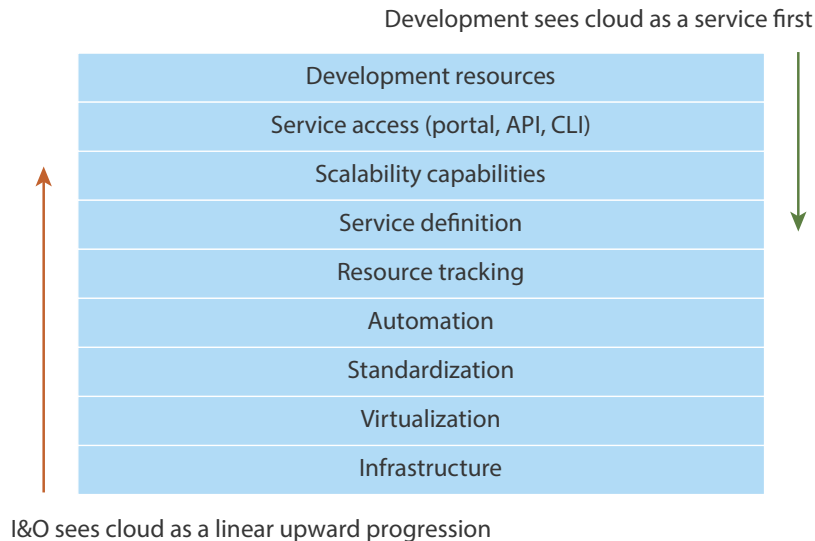 Development sees cloud as a service first
Development resources
Service access (portal, API, CLI)
Scalability capabilities
Service definition
Resource tracking
Automation
Standardization
Virtualization
Infrastructure
I&O sees cloud as a linear upward progression